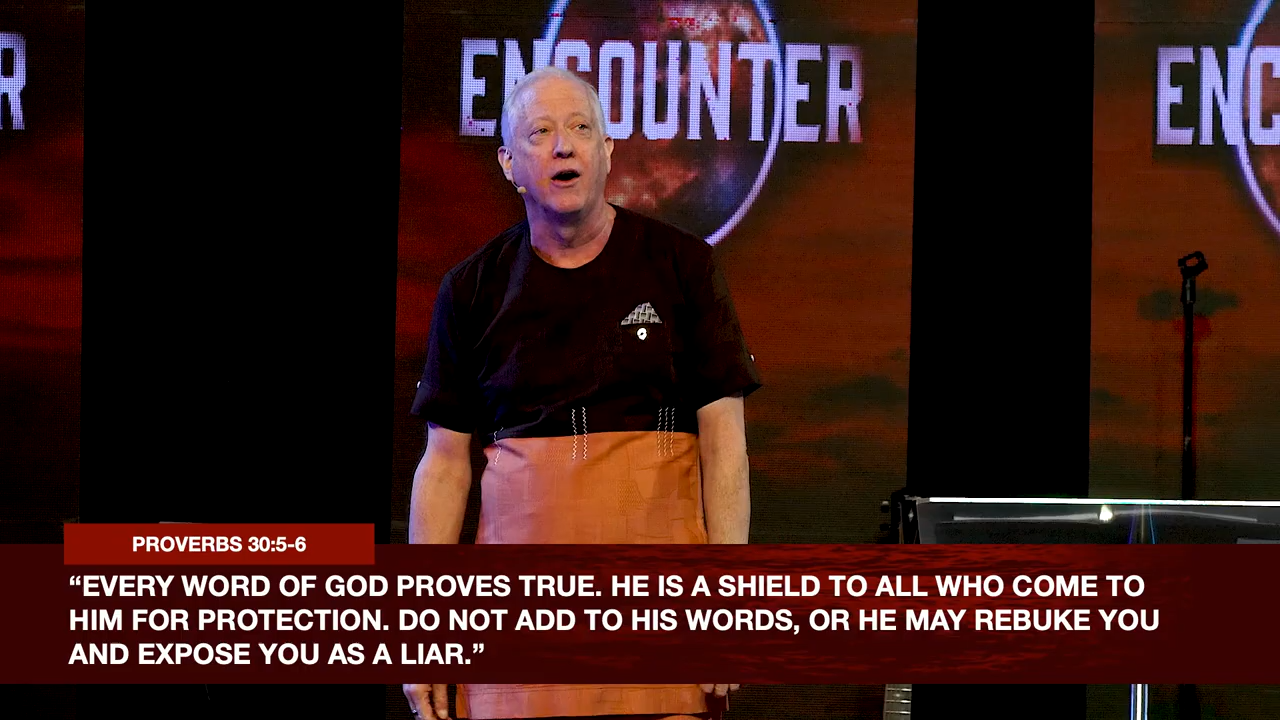 R
ENCOUNTER
ENC
PROVERBS 30:5-6
“EVERY WORD OF GOD PROVES TRUE. HE IS A SHIELD TO ALL WHO COME TO
HIM FOR PROTECTION. DO NOT ADD TO HIS WORDS, OR HE MAY REBUKE YOU
AND EXPOSE YOU AS A LIAR.”